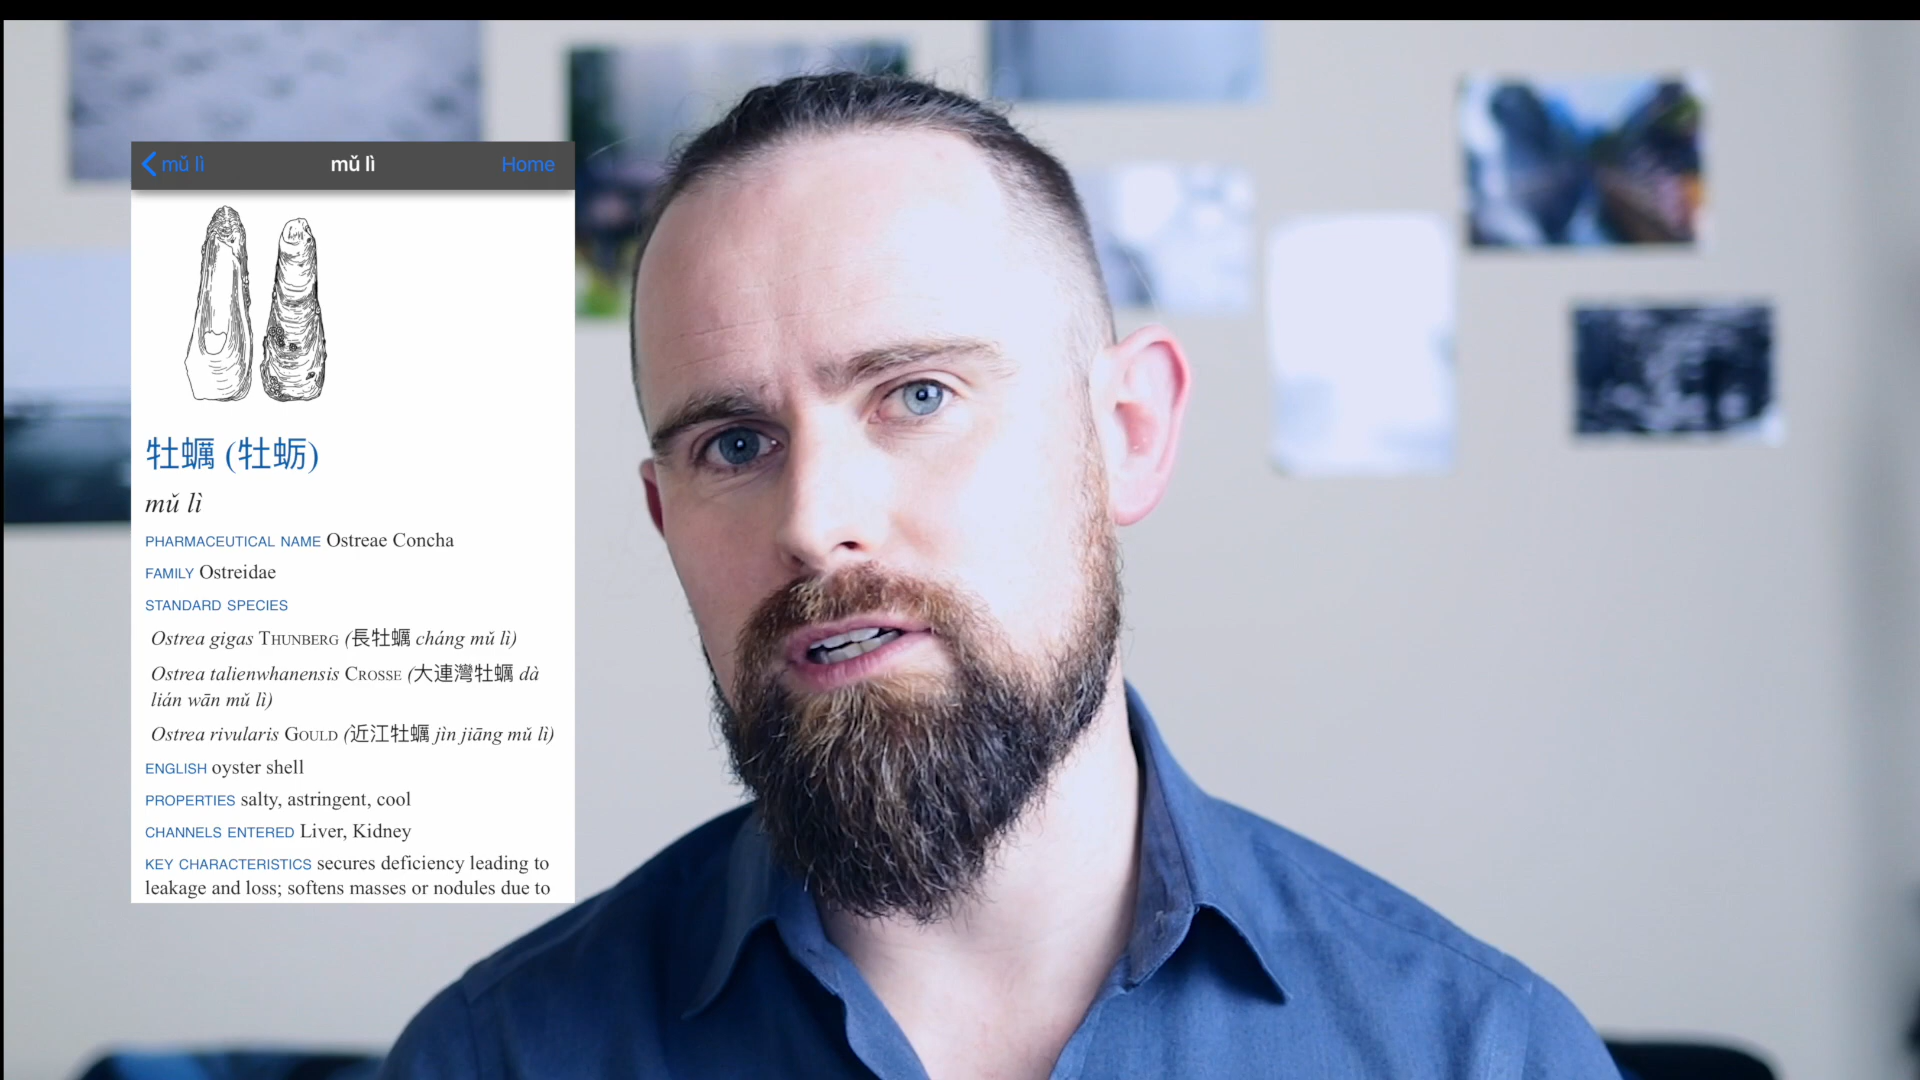 mǔ lì mǔ lì Home
牡蠣 (牡蛎)
mǔ lì
PHARMACEUTICAL NAME Ostreae Concha
FAMILY Ostreidae
STANDARD SPECIES
Ostrea gigas THUNBERG (長牡蠣 cháng mǔ lì)
Ostrea talienwhanensis CROSSE (大連灣牡蠣 dà
lián wān mǔ lì)
Ostrea rivularis GOULD (近江牡蠣 jìn jiāng mǔ lì)
ENGLISH oyster shell
PROPERTIES salty, astringent, cool
CHANNELS ENTERED Liver, Kidney
KEY CHARACTERISTICS secures deficiency leading to
leakage and loss; softens masses or nodules due to